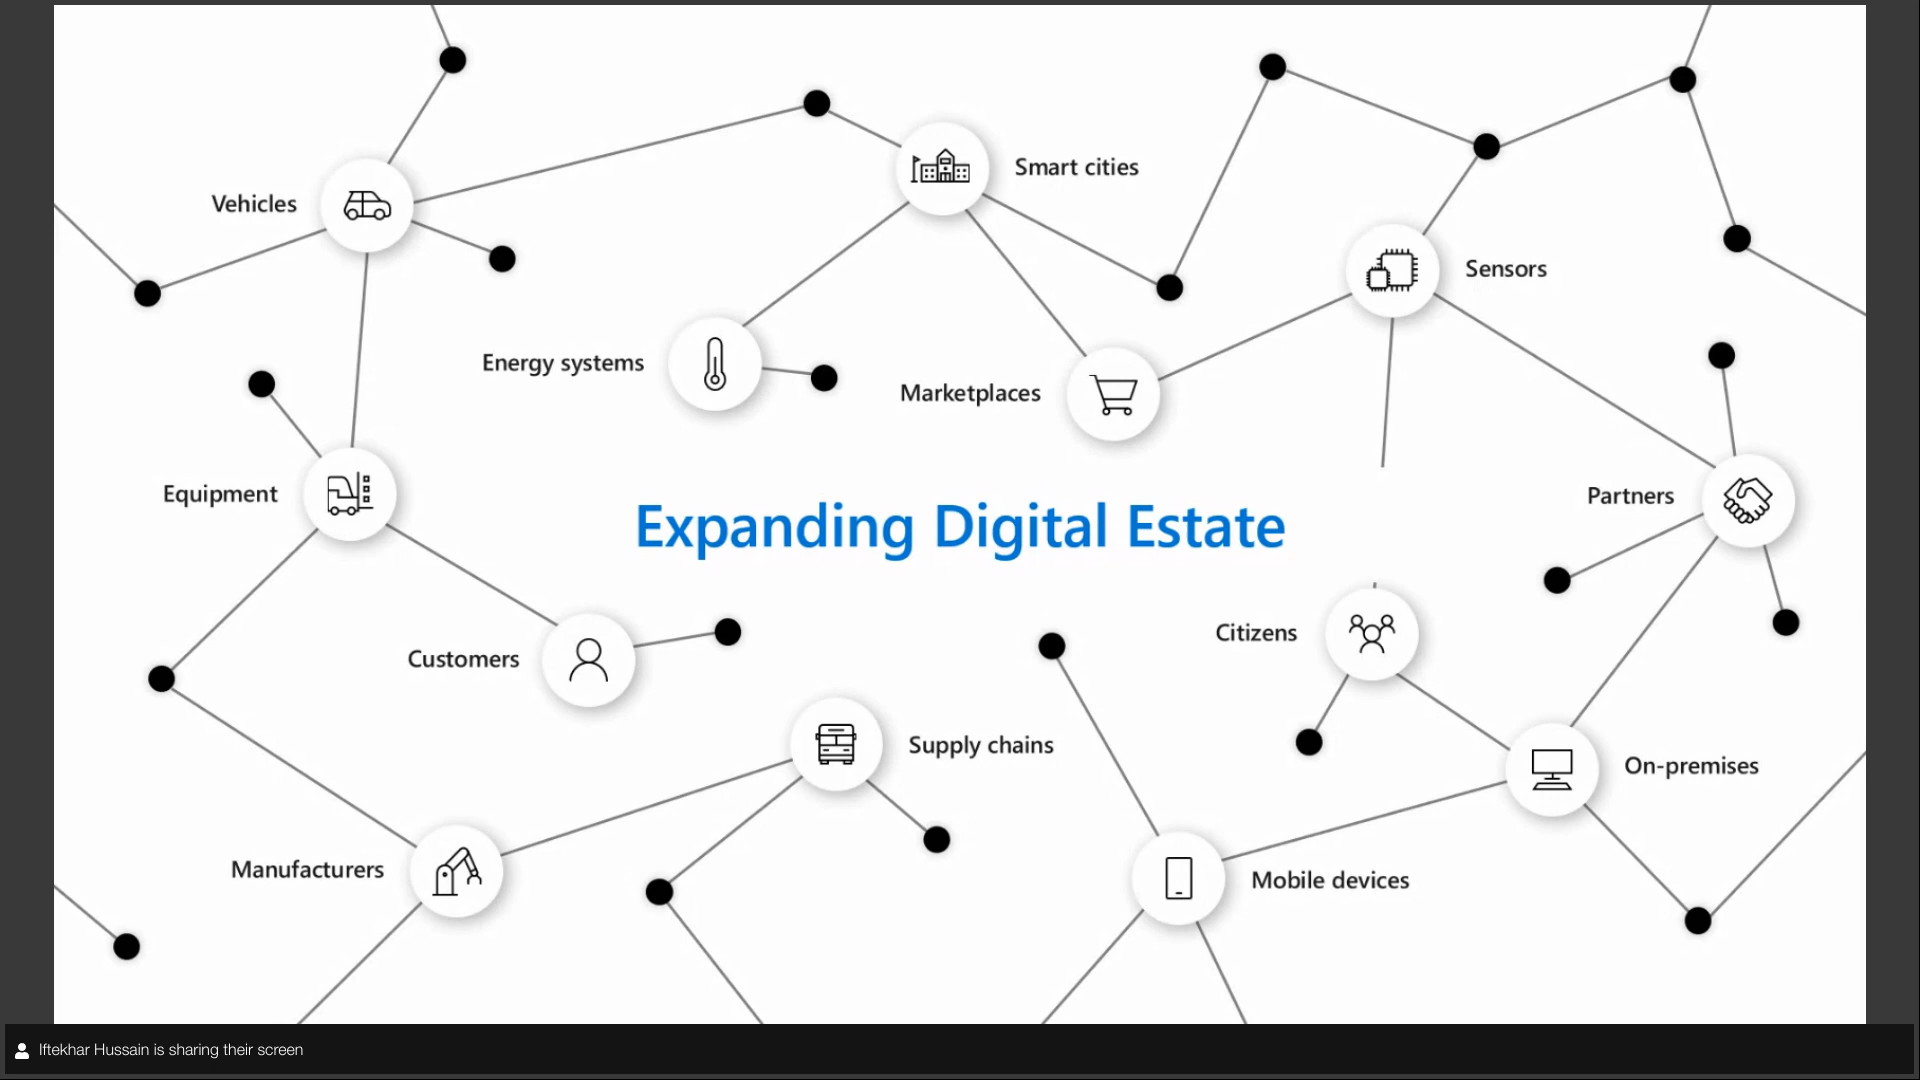 Smart cities
Vehicles
Sensors
Energy systems
Marketplaces
Equipment
Partners
Expanding Digital Estate
Citizens
Customers
Supply chains
On-premises
Manufacturers
Mobile devices
Iftekhar Hussain is sharing their screen